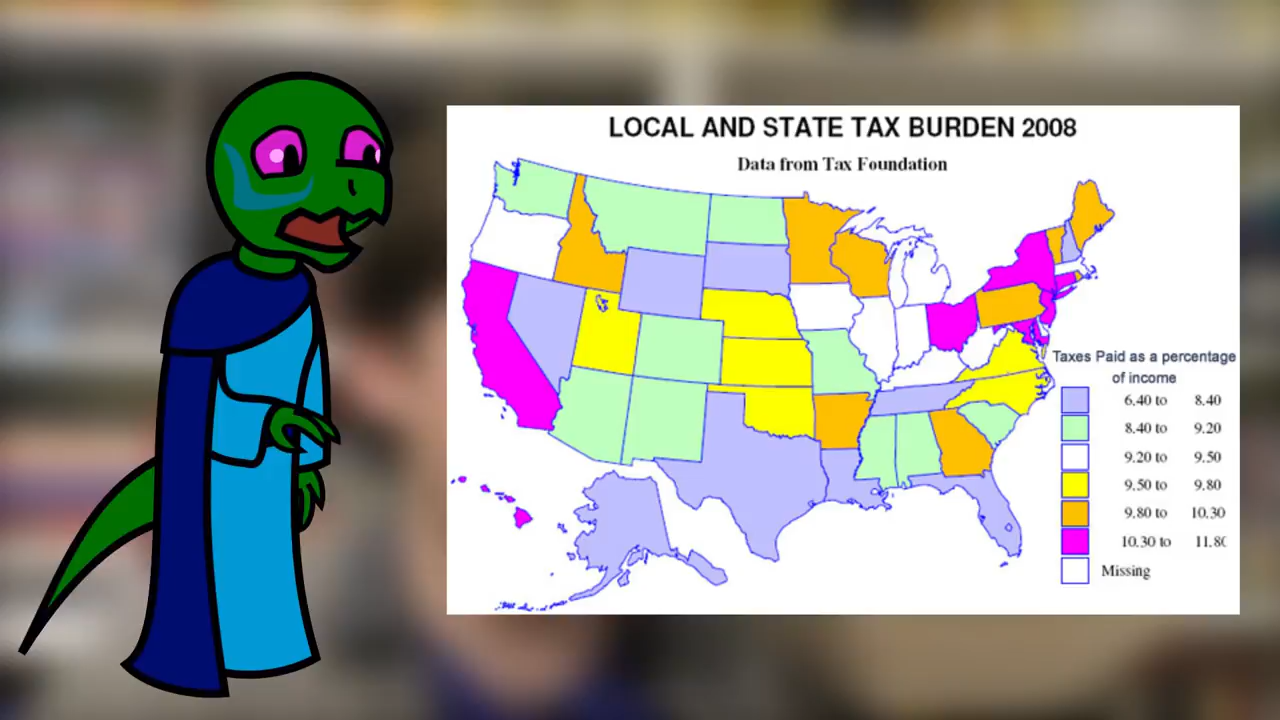 LOCAL AND STATE TAX BURDEN 2008
Data from Tax Foundation
Taxes Paid as a percentage
of income
6.40 to 8.40
8.40 to 9.20
9.20 to 9.50
9.50 to 9.80
9.80 to 10.30
10.30 to 11.80
Missing